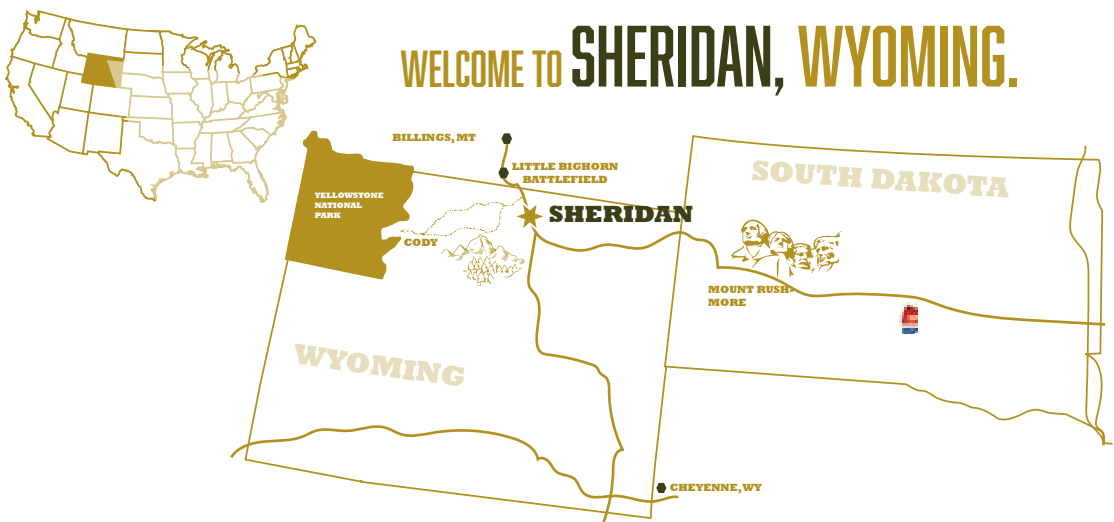 WELCOME TO SHERIDAN, WYOMING.
BILLINGS, MT
LITTLE BIGHORN
BATTLEFIELD
SOUTH DAKOTA
YELLOWSTONE
NATIONAL
PARK
SHERIDAN
CODY
MOUNT RUSH-
MORE
WYOMING
CHEYENNE, WY